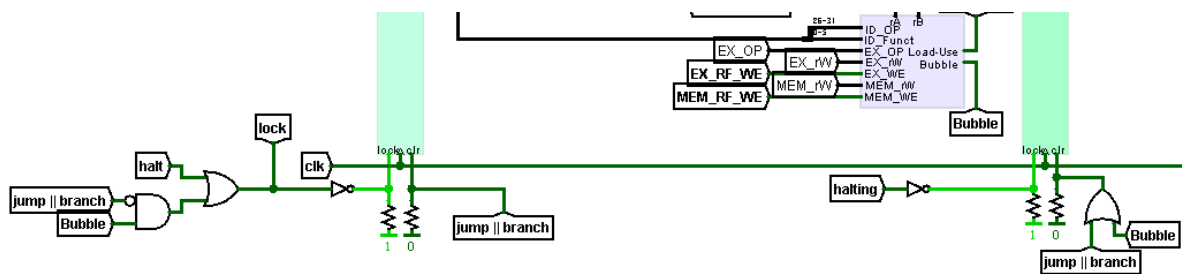 rA rB
26-31
0-5
ID_OP
ID_Funct
EX_OP
EX_OP Load-Use
EX_rW
EX_rW Bubble
EX_RF_WE
EX_WE
MEM_rW
MEM_rW
MEM_RF_WE
MEM_WE
lock
Bubble
halt
clk
lock clr
lock clr
jump || branch
Bubble
halting
jump || branch
1 0
1 0
Bubble
jump || branch